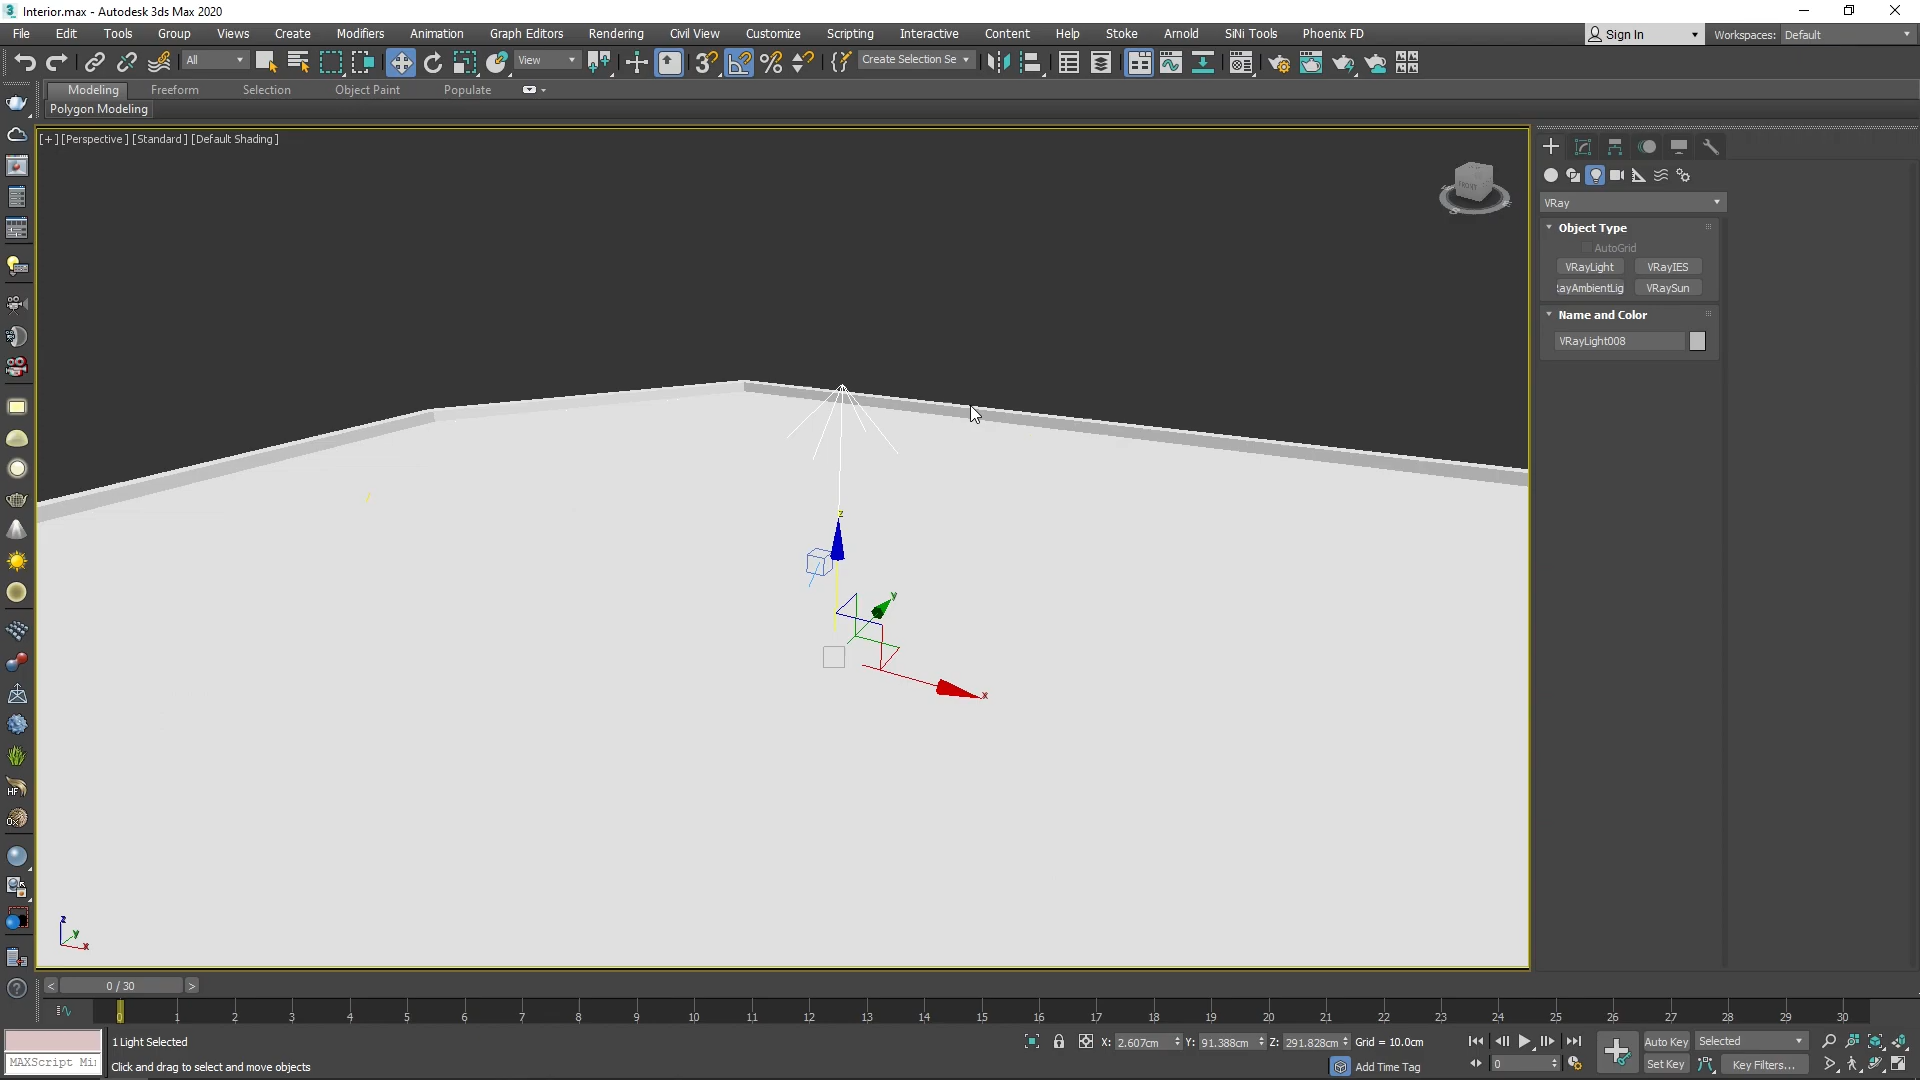 Interior.max - Autodesk 3ds Max 2020
File Edit Tools Group Views Create Modifiers Animation Graph Editors Rendering Civil View Customize Scripting Interactive Content Help Stoke Arnold SiNi Tools Phoenix FD Sign In Workspaces: Default
All View Create Selection Se
Modeling Freeform Selection Object Paint Populate
Polygon Modeling
[+] [Perspective] [Standard] [Default Shading]
FRONT
VRay
Object Type
AutoGrid
VRayLight VRayIES
RayAmbientLig VRaySun
Name and Color
VRayLight008
z
y
x
HF
z
y
x
< 0 / 30 >
0 1 2 3 4 5 6 7 8 9 10 11 12 13 14 15 16 17 18 19 20 21 22 23 24 25 26 27 28 29 30
1 Light Selected X: 2.607cm Y: 91.388cm Z: 291.828cm Grid = 10.0cm Auto Key Selected
MAXScript Mi Click and drag to select and move objects Add Time Tag 0 Set Key Key Filters...